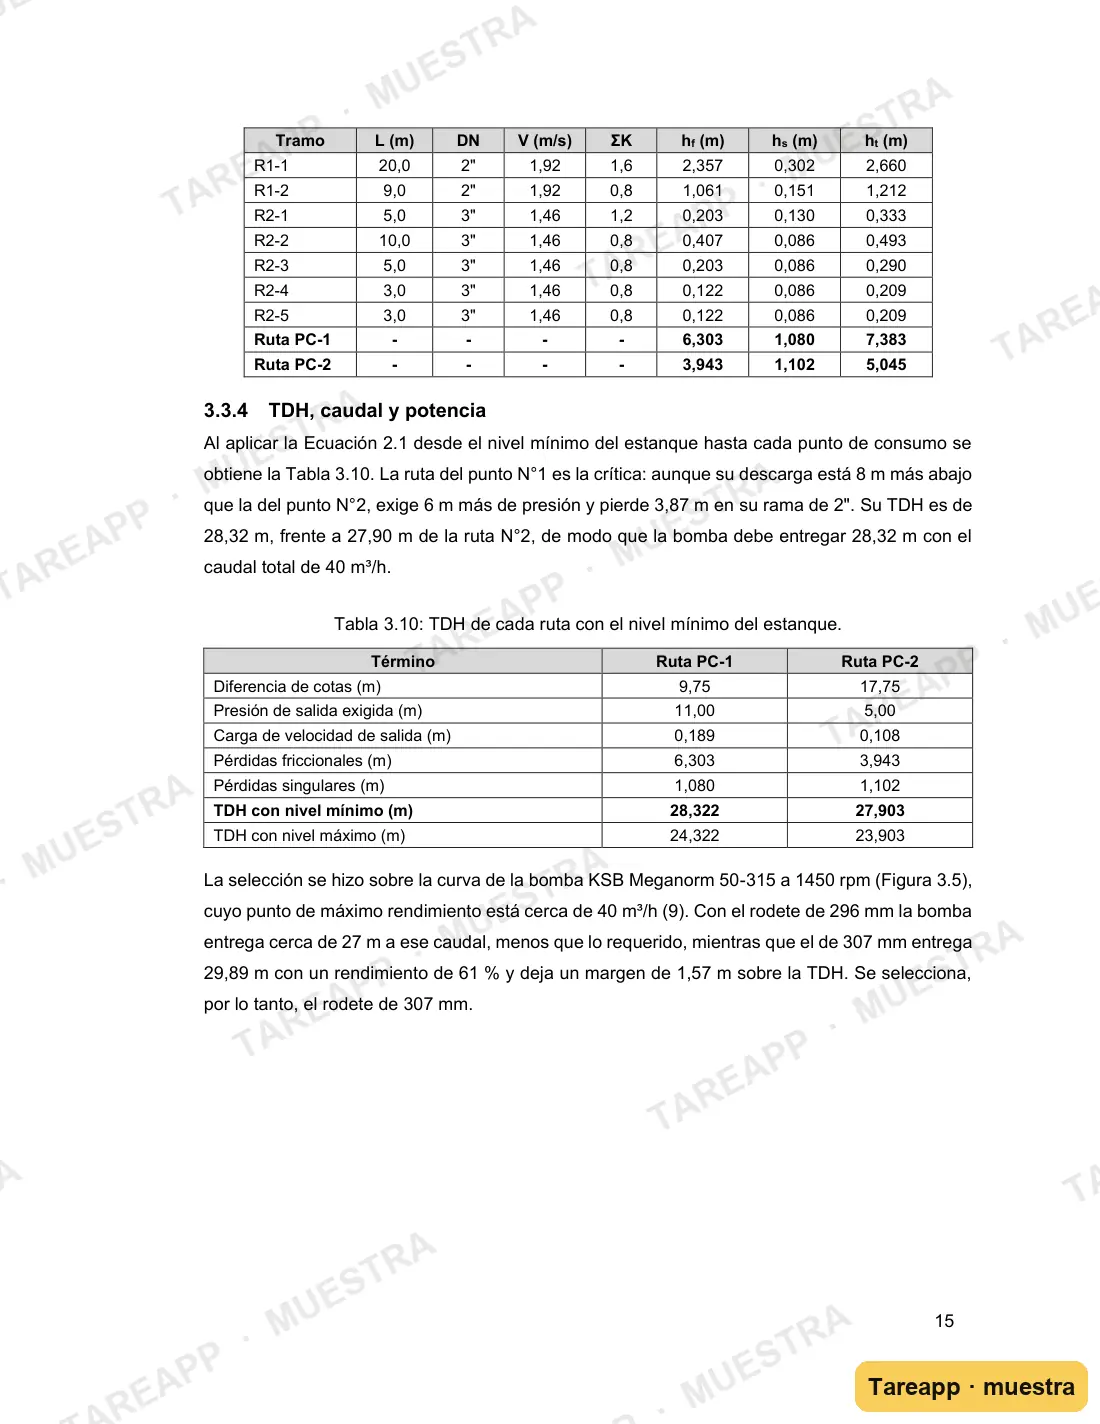 Tramo L (m) DN V (m/s) ΣK hf (m) hs (m) ht (m)
R1-1 20,0 2" 1,92 1,6 2,357 0,302 2,660
R1-2 9,0 2" 1,92 0,8 1,061 0,151 1,212
R2-1 5,0 3" 1,46 1,2 0,203 0,130 0,333
R2-2 10,0 3" 1,46 0,8 0,407 0,086 0,493
R2-3 5,0 3" 1,46 0,8 0,203 0,086 0,290
R2-4 3,0 3" 1,46 0,8 0,122 0,086 0,209
R2-5 3,0 3" 1,46 0,8 0,122 0,086 0,209
Ruta PC-1 - - - - 6,303 1,080 7,383
Ruta PC-2 - - - - 3,943 1,102 5,045
3.3.4 TDH, caudal y potencia
Al aplicar la Ecuación 2.1 desde el nivel mínimo del estanque hasta cada punto de consumo se
obtiene la Tabla 3.10. La ruta del punto N°1 es la crítica: aunque su descarga está 8 m más abajo
que la del punto N°2, exige 6 m más de presión y pierde 3,87 m en su rama de 2". Su TDH es de
28,32 m, frente a 27,90 m de la ruta N°2, de modo que la bomba debe entregar 28,32 m con el
caudal total de 40 m³/h.
Tabla 3.10: TDH de cada ruta con el nivel mínimo del estanque.
Término Ruta PC-1 Ruta PC-2
Diferencia de cotas (m) 9,75 17,75
Presión de salida exigida (m) 11,00 5,00
Carga de velocidad de salida (m) 0,189 0,108
Pérdidas friccionales (m) 6,303 3,943
Pérdidas singulares (m) 1,080 1,102
TDH con nivel mínimo (m) 28,322 27,903
TDH con nivel máximo (m) 24,322 23,903
La selección se hizo sobre la curva de la bomba KSB Meganorm 50-315 a 1450 rpm (Figura 3.5),
cuyo punto de máximo rendimiento está cerca de 40 m³/h (9). Con el rodete de 296 mm la bomba
entrega cerca de 27 m a ese caudal, menos que lo requerido, mientras que el de 307 mm entrega
29,89 m con un rendimiento de 61 % y deja un margen de 1,57 m sobre la TDH. Se selecciona,
por lo tanto, el rodete de 307 mm.
15
Tareapp · muestra
TAREAPP · MUESTRA
TAREAPP · MUESTRA
TAREAPP · MUESTRA
TAREAPP · MUESTRA
TAREAPP · MUESTRA
TAREAPP · MUESTRA
TAREAPP · MUESTRA
TAREAPP · MUESTRA